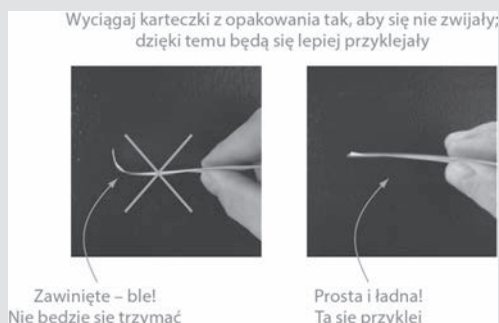 Wyciągaj karteczki z opakowania tak, aby się nie zwijały;
dzięki temu będą się lepiej przyklejały
Zawinięte – ble!
Nie będzie się trzymać
Prosta i ładna!
Ta się przyklei